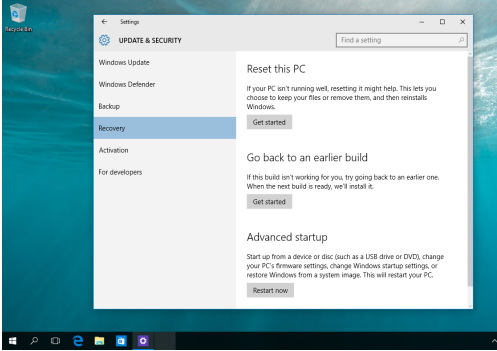 Recycle Bin
Settings
UPDATE & SECURITY
Find a setting
Windows Update
Windows Defender
Backup
Recovery
Activation
For developers
Reset this PC
If your PC isn't running well, resetting it might help. This lets you
choose to keep your files or remove them, and then reinstalls
Windows.
Get started
Go back to an earlier build
If this build isn't working for you, try going back to an earlier one.
When the next build is ready, we'll install it.
Get started
Advanced startup
Start up from a device or disc (such as a USB drive or DVD), change
your PC's firmware settings, change Windows startup settings, or
restore Windows from a system image. This will restart your PC.
Restart now